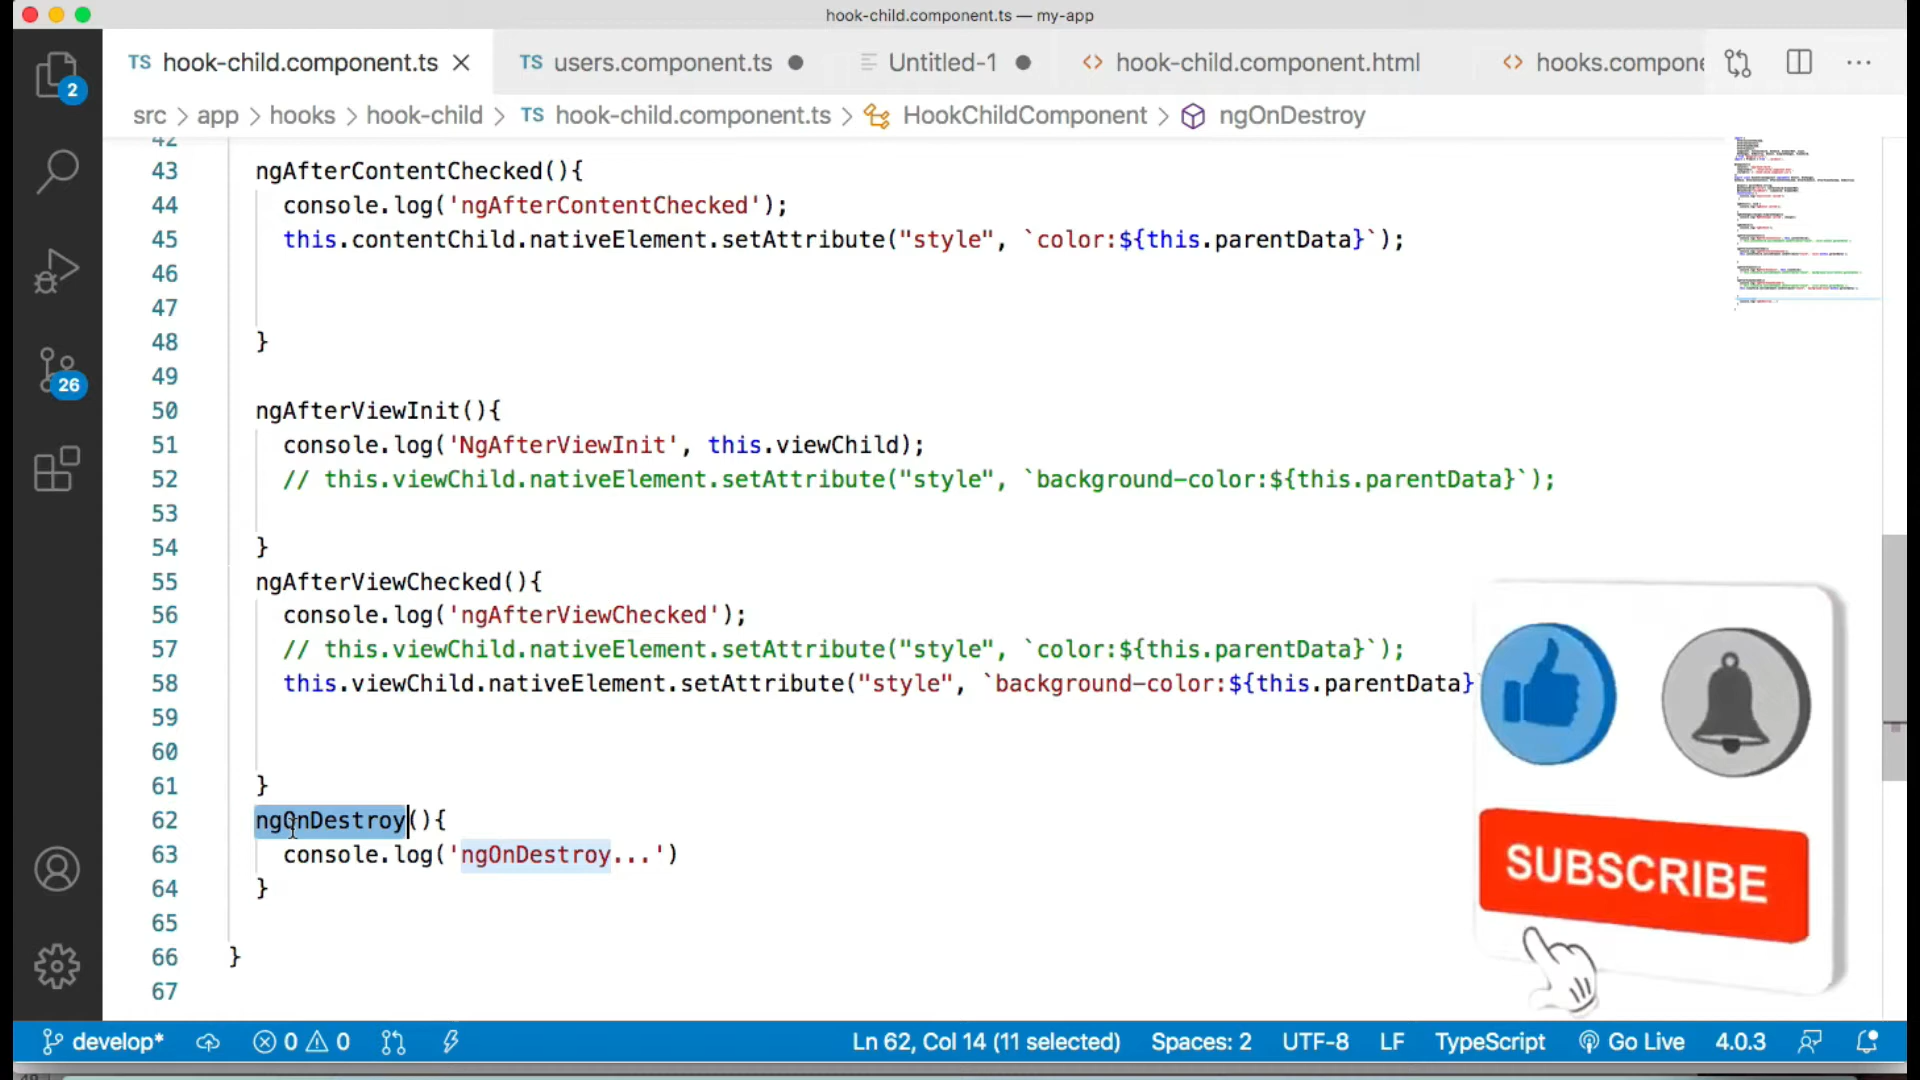 hook-child.component.ts — my-app
TS hook-child.component.ts
TS users.component.ts
Untitled-1
<> hook-child.component.html
<> hooks.compone
2
src > app > hooks > hook-child > TS hook-child.component.ts > HookChildComponent > ngOnDestroy
42
43 ngAfterContentChecked(){
44 console.log('ngAfterContentChecked');
45 this.contentChild.nativeElement.setAttribute("style", `color:${this.parentData}`);
46
47
48 }
49
50 ngAfterViewInit(){
51 console.log('NgAfterViewInit', this.viewChild);
52 // this.viewChild.nativeElement.setAttribute("style", `background-color:${this.parentData}`);
53
54 }
55 ngAfterViewChecked(){
56 console.log('ngAfterViewChecked');
57 // this.viewChild.nativeElement.setAttribute("style", `color:${this.parentData}`);
58 this.viewChild.nativeElement.setAttribute("style", `background-color:${this.parentData}`
59
60
61 }
62 ngOnDestroy(){
63 console.log('ngOnDestroy...')
64 }
65
66 }
67
26
SUBSCRIBE
develop* 0 0 Ln 62, Col 14 (11 selected) Spaces: 2 UTF-8 LF TypeScript Go Live 4.0.3